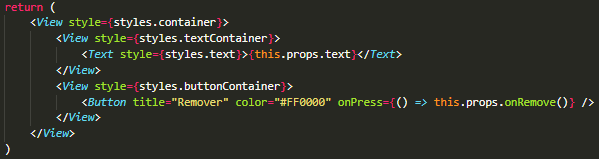 return (
<View style={styles.container}>
<View style={styles.textContainer}>
<Text style={styles.text}>{this.props.text}</Text>
</View>
<View style={styles.buttonContainer}>
<Button title="Remover" color="#FF0000" onPress={() => this.props.onRemove()} />
</View>
</View>
)